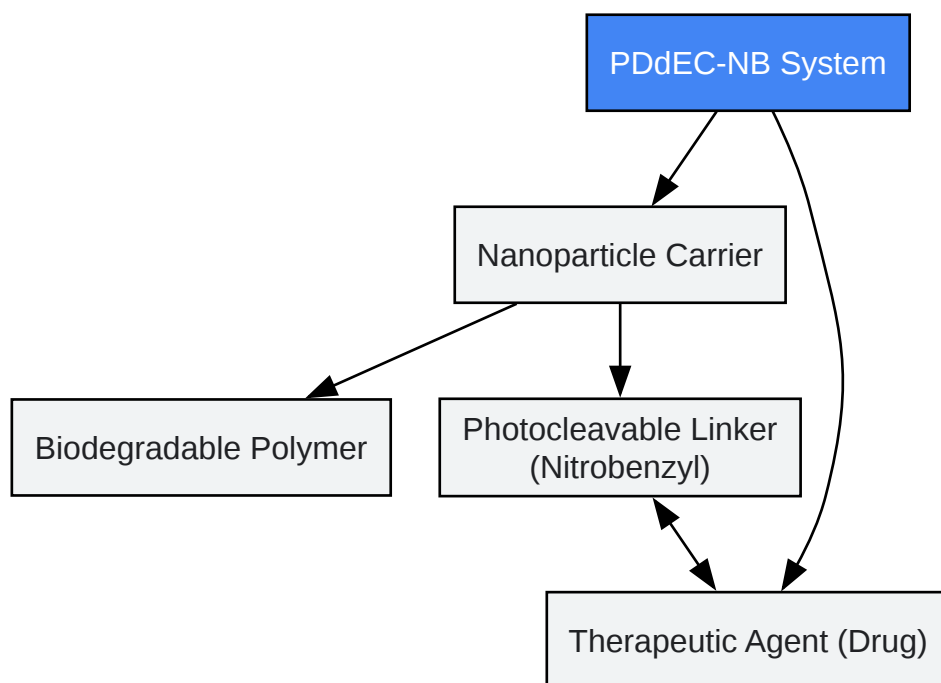 PDdEC-NB System
Nanoparticle Carrier
Biodegradable Polymer
Photocleavable Linker
(Nitrobenzyl)
Therapeutic Agent (Drug)